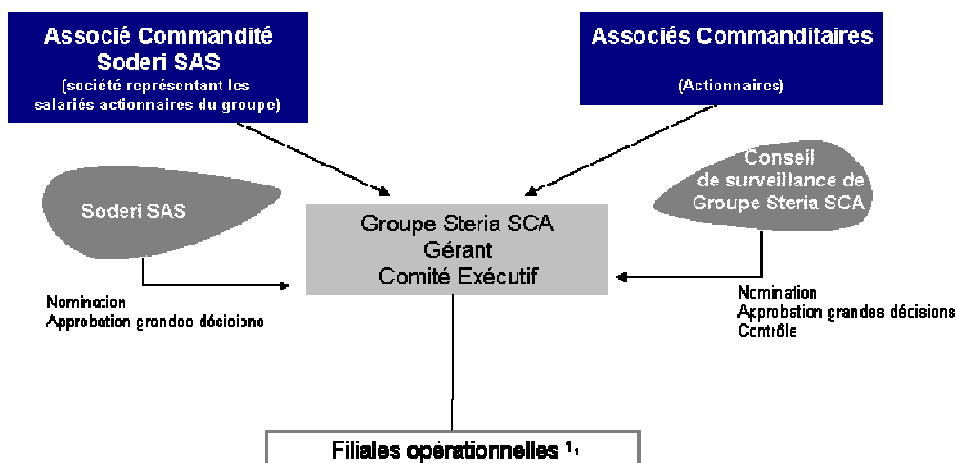 Associé Commandité
Soderi SAS
(société représentant les
salariés actionnaires du groupe)
Associés Commanditaires
(Actionnaires)
Soderi SAS
Conseil
de surveillance de
Groupe Steria SCA
Groupe Steria SCA
Gérant
Comité Exécutif
Nomination
Approbation grandes décisions
Nomination
Approbation grandes décisions
Contrôle
Filiales opérationnelles ¹